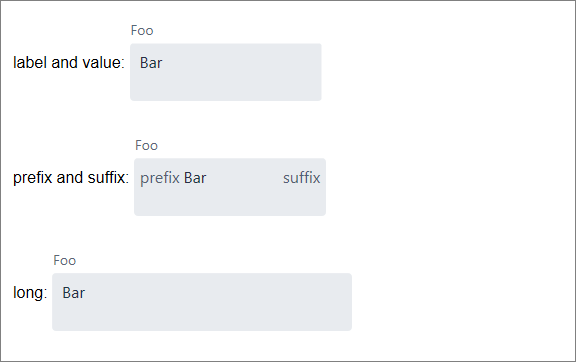 Foo
label and value: Bar
Foo
prefix and suffix: prefix Bar suffix
Foo
long: Bar